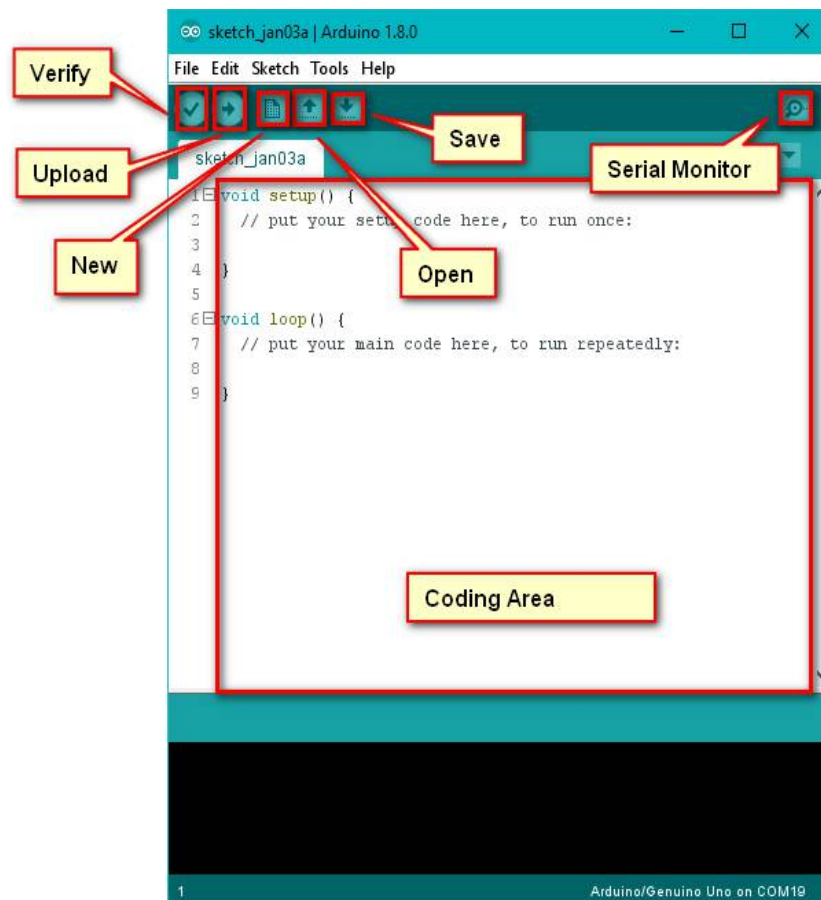 sketch_jan03a | Arduino 1.8.0
File Edit Sketch Tools Help
Verify
Upload
New
Open
Save
Serial Monitor
sketch_jan03a
1 void setup() {
2 // put your setup code here, to run once:
3
4 }
5
6 void loop() {
7 // put your main code here, to run repeatedly:
8
9 }
Coding Area
1 Arduino/Genuino Uno on COM19